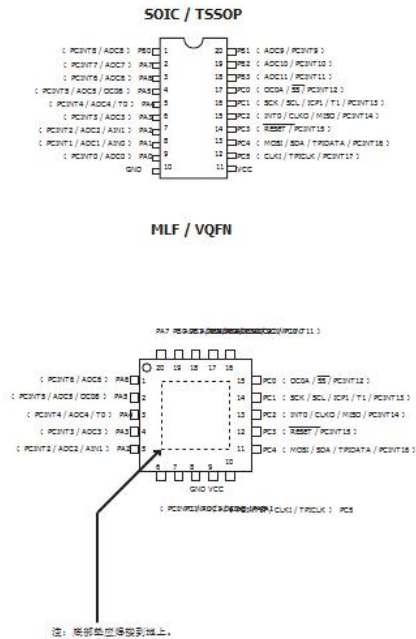 SOIC / TSSOP
( PCINT8 / ADC8 ) PB0 1 20 PB1 ( ADC9 / PCINT9 )
( PCINT7 / ADC7 ) PA7 2 19 PB2 ( ADC10 / PCINT10 )
( PCINT6 / ADC6 ) PA6 3 18 PB3 ( ADC11 / PCINT11 )
( PCINT5 / ADC5 / OC0B ) PA5 4 17 PC0 ( OC0A / SS / PCINT12 )
( PCINT4 / ADC4 / T0 ) PA4 5 16 PC1 ( SCK / SCL / ICP1 / T1 / PCINT13 )
( PCINT3 / ADC3 ) PA3 6 15 PC2 ( INT0 / CLKO / MISO / PCINT14 )
( PCINT2 / ADC2 / AIN1 ) PA2 7 14 PC3 ( RESET / PCINT15 )
( PCINT1 / ADC1 / AIN0 ) PA1 8 13 PC4 ( MOSI / SDA / TPIDATA / PCINT16 )
( PCINT0 / ADC0 ) PA0 9 12 PC5 ( CLKI / TPICLK / PCINT17 )
GND 10 11 VCC
MLF / VQFN
PA7
20 19 18 17 16
( PCINT6 / ADC6 ) PA6 1 15 PC0 ( OC0A / SS / PCINT12 )
( PCINT5 / ADC5 / OC0B ) PA5 2 14 PC1 ( SCK / SCL / ICP1 / T1 / PCINT13 )
( PCINT4 / ADC4 / T0 ) PA4 3 13 PC2 ( INT0 / CLKO / MISO / PCINT14 )
( PCINT3 / ADC3 ) PA3 4 12 PC3 ( RESET / PCINT15 )
( PCINT2 / ADC2 / AIN1 ) PA2 5 11 PC4 ( MOSI / SDA / TPIDATA / PCINT16 )
6 7 8 9 10
GND VCC
/ CLKI / TPICLK ) PC5
注: 底部垫应焊接到地上。